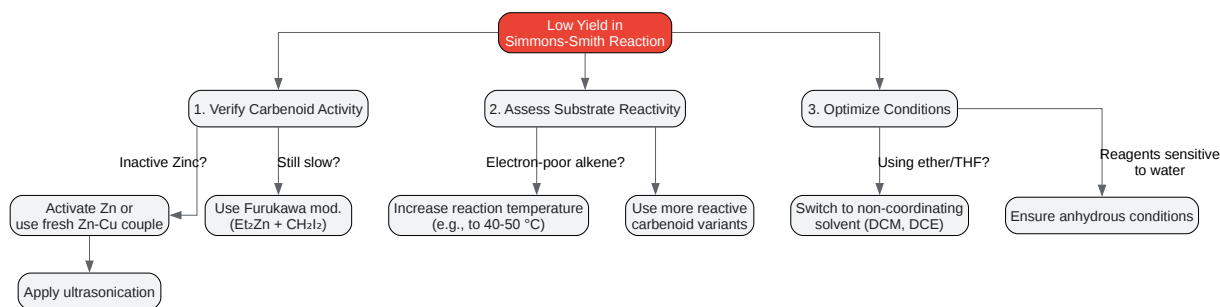 Low Yield in
Simmons-Smith Reaction
1. Verify Carbenoid Activity
2. Assess Substrate Reactivity
3. Optimize Conditions
Inactive Zinc?
Still slow?
Electron-poor alkene?
Using ether/THF?
Reagents sensitive
to water
Activate Zn or
use fresh Zn-Cu couple
Use Furukawa mod.
(Et₂Zn + CH₂I₂)
Increase reaction temperature
(e.g., to 40-50 °C)
Use more reactive
carbenoid variants
Switch to non-coordinating
solvent (DCM, DCE)
Ensure anhydrous conditions
Apply ultrasonication